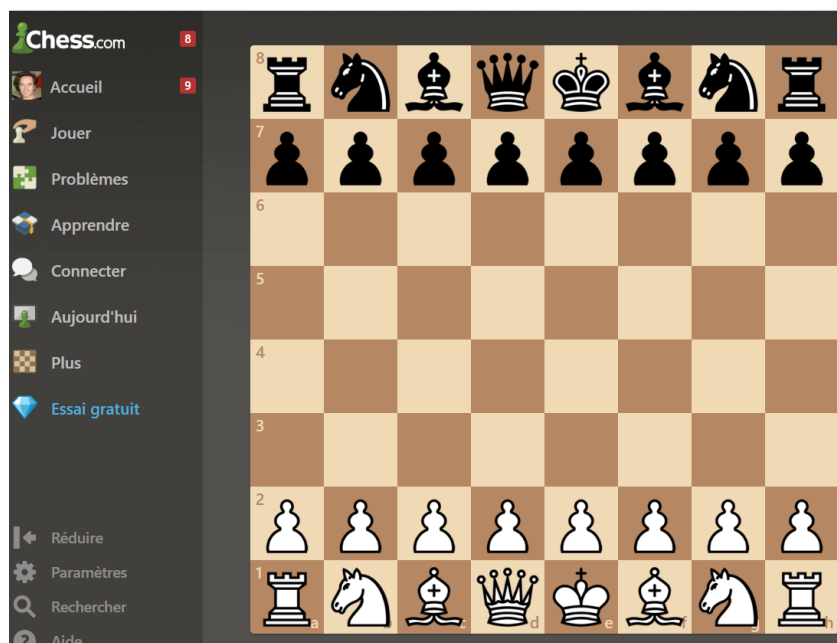 Chess.com
8
Accueil
9
Jouer
Problèmes
Apprendre
Connecter
Aujourd'hui
Plus
Essai gratuit
Réduire
Paramètres
Rechercher
Aide
8
7
6
5
4
3
2
1
a
c
d
e
f
g
h